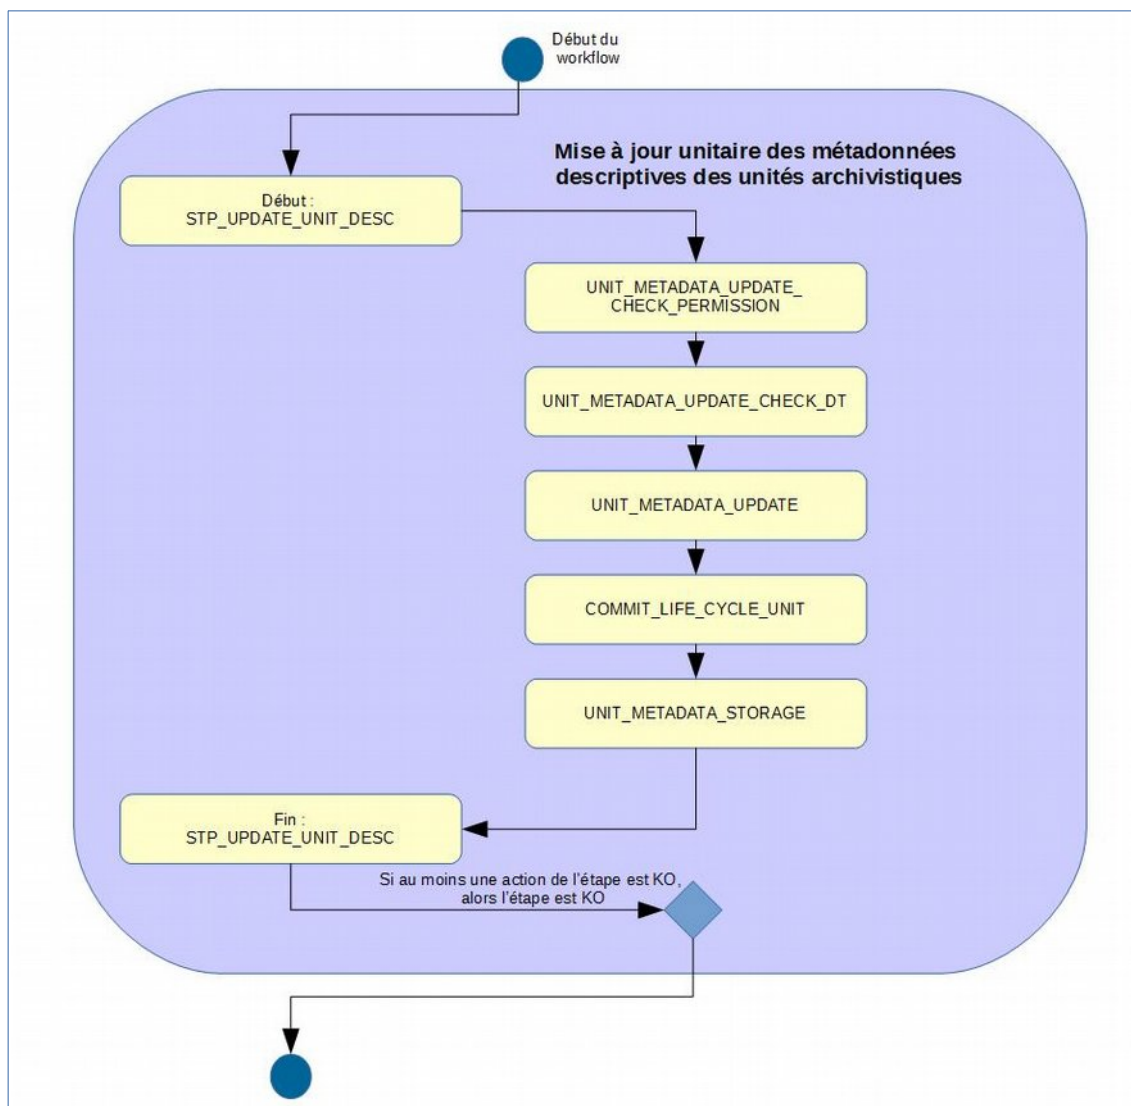 Début du
workflow
Mise à jour unitaire des métadonnées
descriptives des unités archivistiques
Début :
STP_UPDATE_UNIT_DESC
UNIT_METADATA_UPDATE_
CHECK_PERMISSION
UNIT_METADATA_UPDATE_CHECK_DT
UNIT_METADATA_UPDATE
COMMIT_LIFE_CYCLE_UNIT
UNIT_METADATA_STORAGE
Fin :
STP_UPDATE_UNIT_DESC
Si au moins une action de l'étape est KO,
alors l'étape est KO